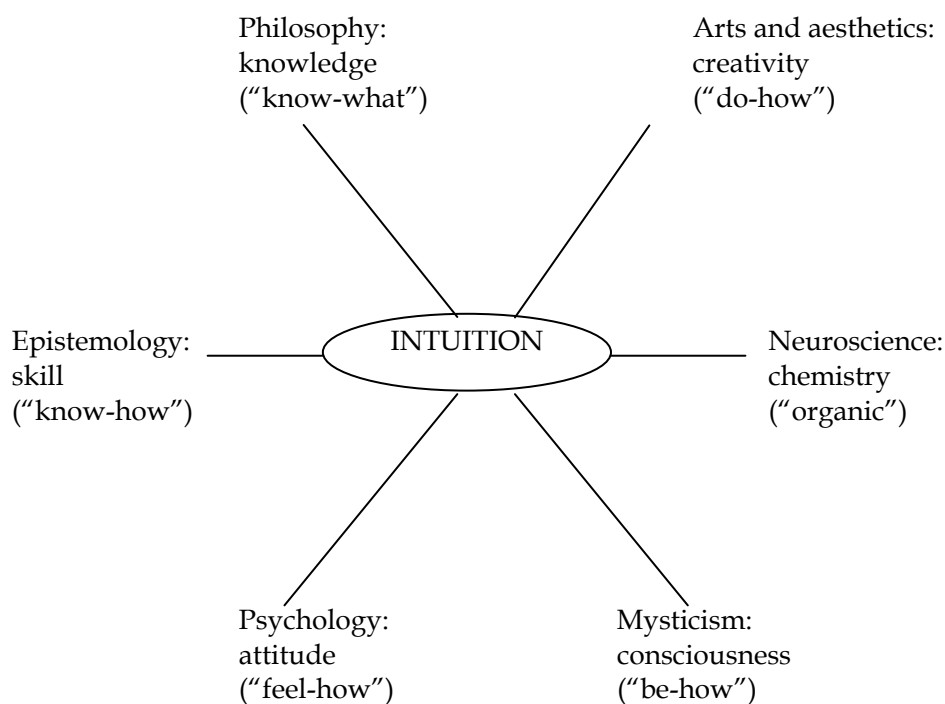 Philosophy:
knowledge
(“know-what”)
Arts and aesthetics:
creativity
(“do-how”)
Epistemology:
skill
(“know-how”)
INTUITION
Neuroscience:
chemistry
(“organic”)
Psychology:
attitude
(“feel-how”)
Mysticism:
consciousness
(“be-how”)